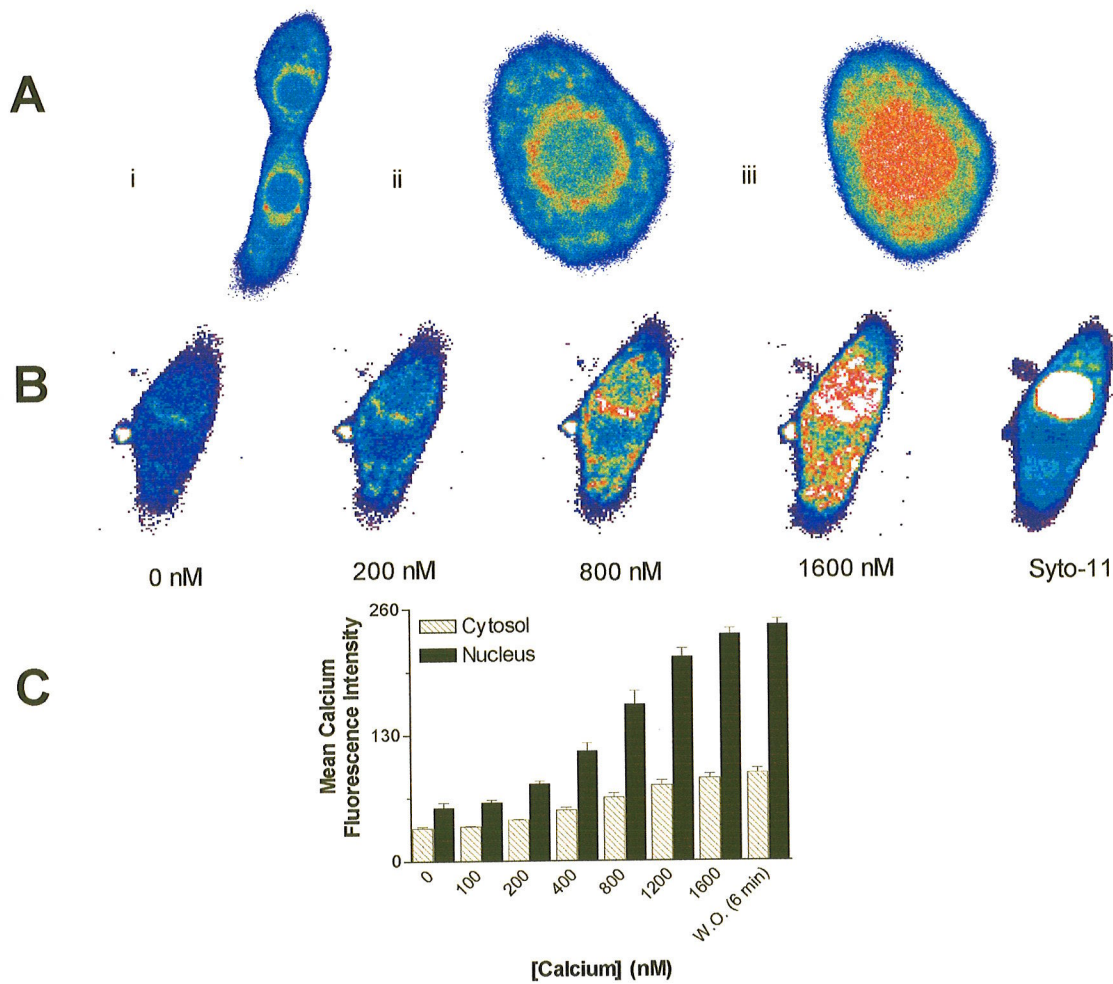 A
i
ii
iii
B
0 nM
200 nM
800 nM
1600 nM
Syto-11
C
Mean Calcium
Fluorescence Intensity
260
130
0
Cytosol
Nucleus
0
100
200
400
800
1200
1600
W.O. (6 min)
[Calcium] (nM)